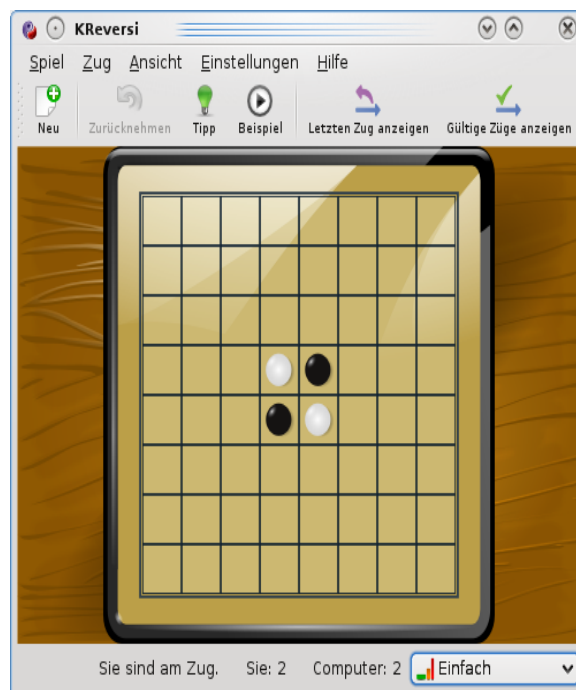 KReversi
Spiel Zug Ansicht Einstellungen Hilfe
Neu Zurücknehmen Tipp Beispiel Letzten Zug anzeigen Gültige Züge anzeigen
Sie sind am Zug. Sie: 2 Computer: 2 Einfach